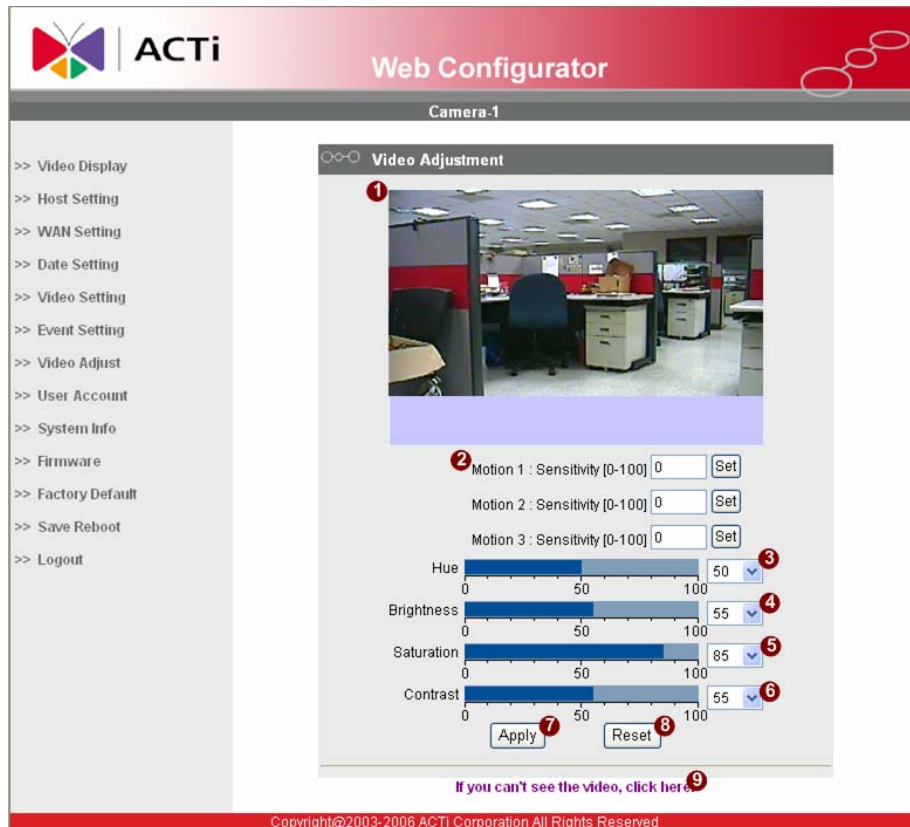 ACTi
Web Configurator
Camera-1
>> Video Display
>> Host Setting
>> WAN Setting
>> Date Setting
>> Video Setting
>> Event Setting
>> Video Adjust
>> User Account
>> System Info
>> Firmware
>> Factory Default
>> Save Reboot
>> Logout
Video Adjustment
1
2 Motion 1 : Sensitivity [0-100] 0 Set
Motion 2 : Sensitivity [0-100] 0 Set
Motion 3 : Sensitivity [0-100] 0 Set
Hue 50 3
0 50 100
Brightness 55 4
0 50 100
Saturation 85 5
0 50 100
Contrast 55 6
0 50 100
Apply 7 Reset 8
If you can't see the video, click here. 9
Copyright@2003-2006 ACTi Corporation All Rights Reserved